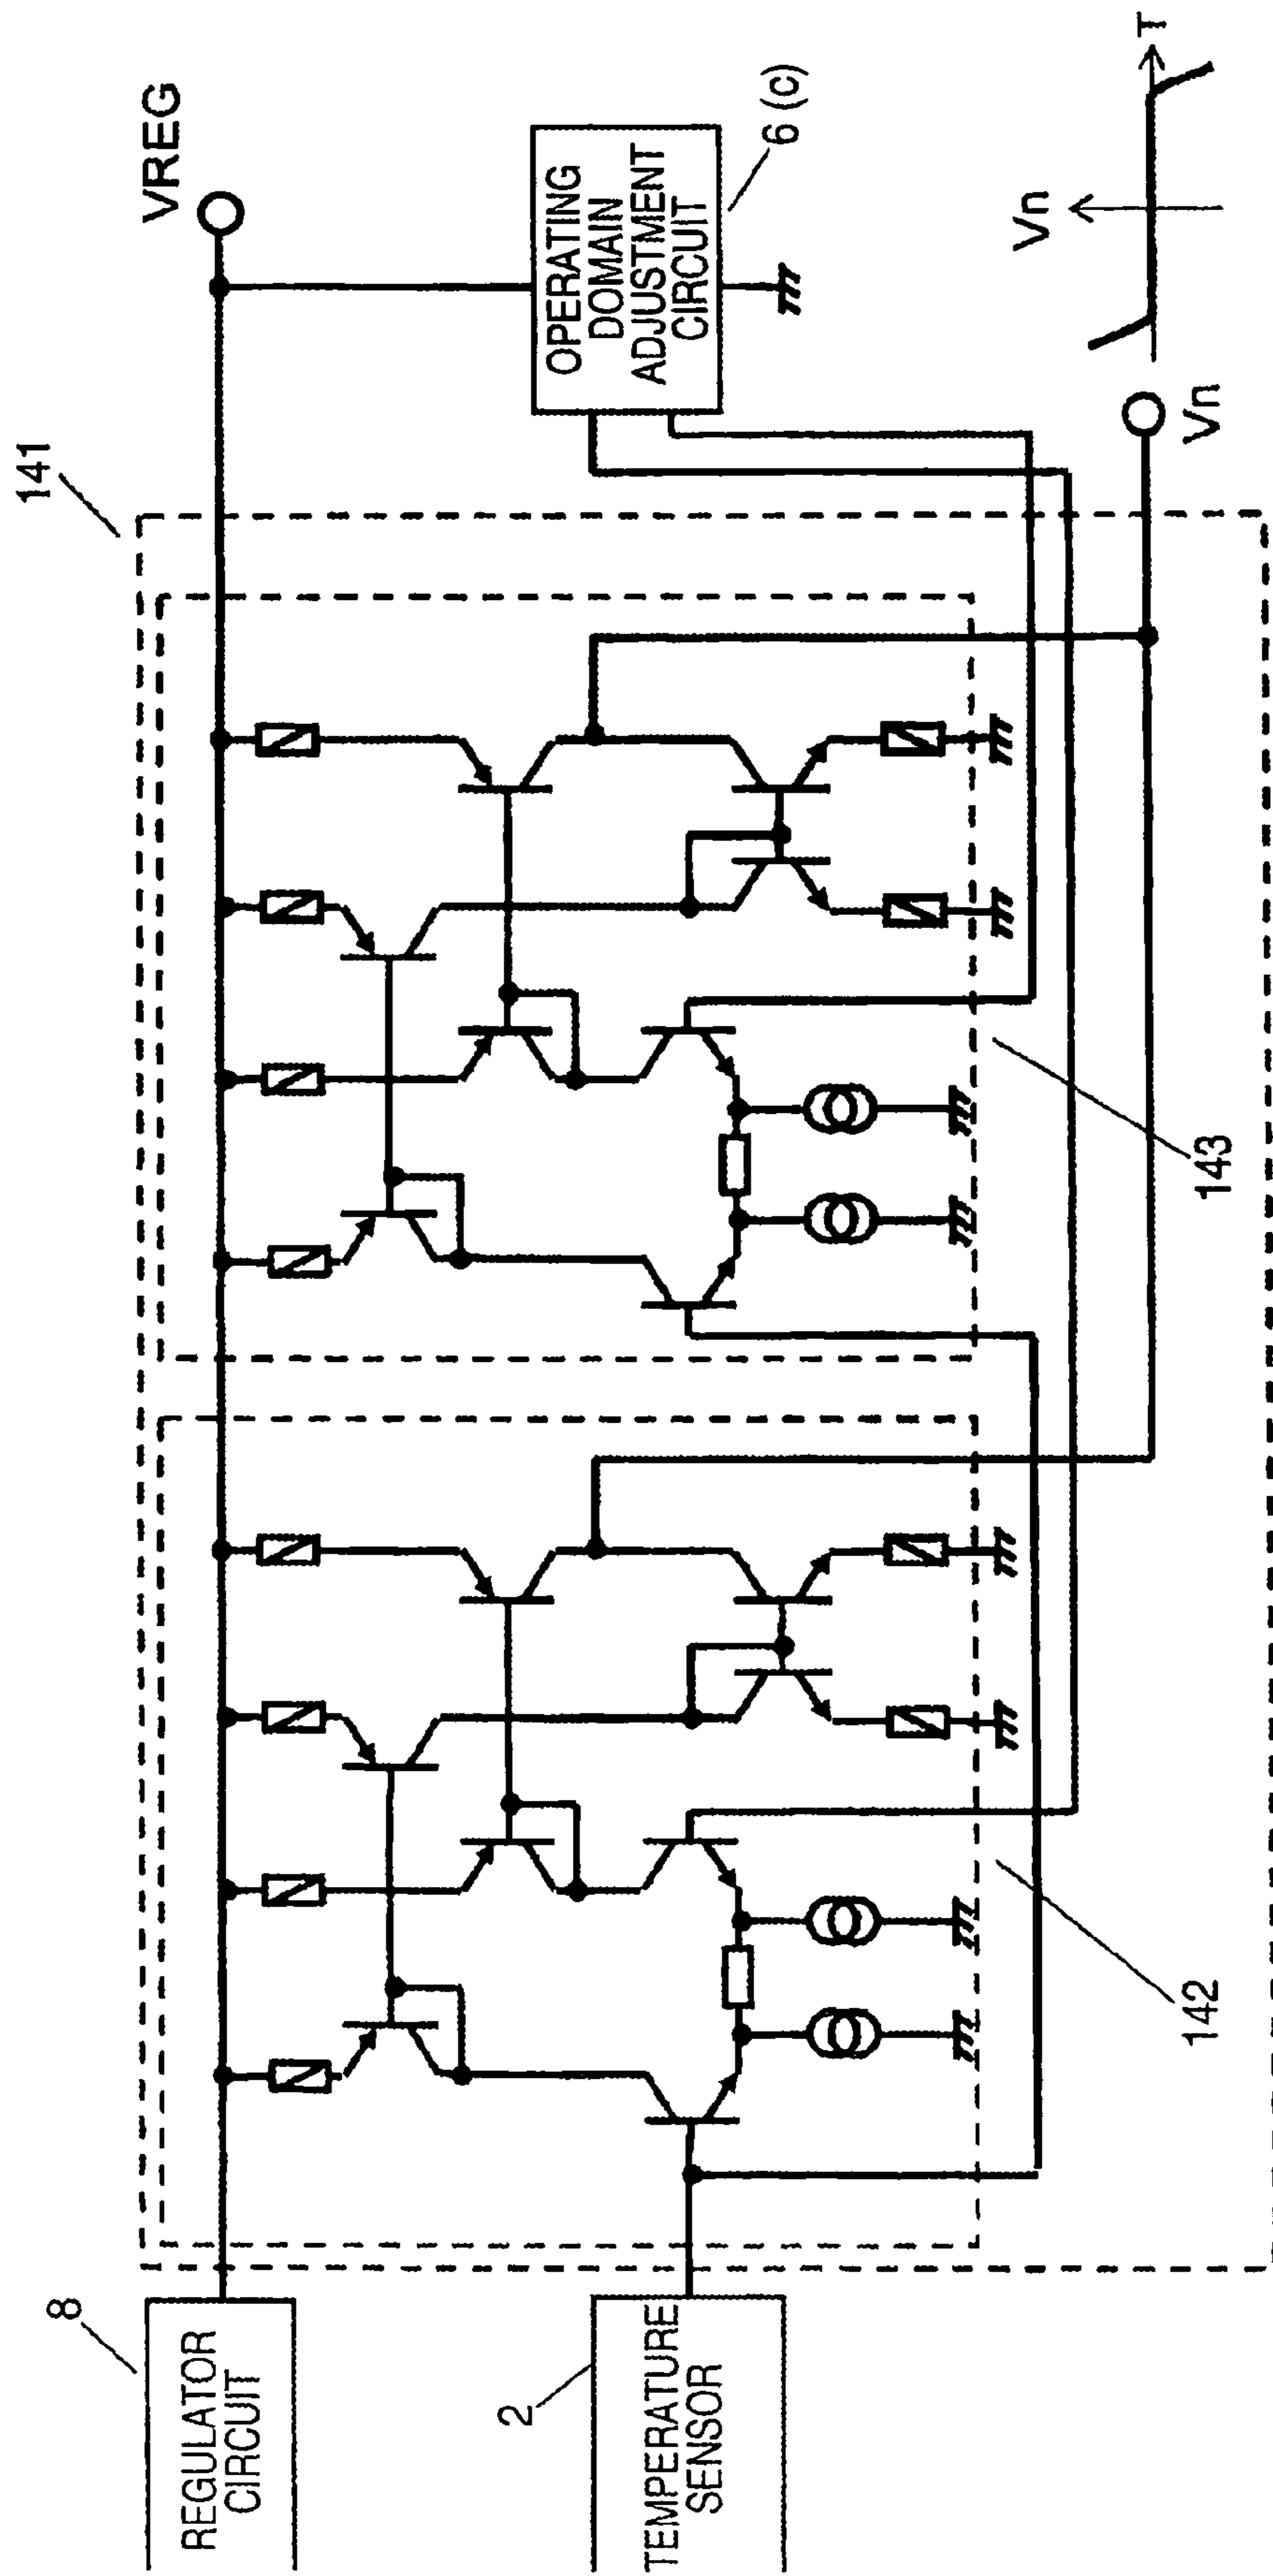 8
REGULATOR
CIRCUIT
2
TEMPERATURE
SENSOR
141
142
143
VREG
OPERATING
DOMAIN
ADJUSTMENT
CIRCUIT
6 (c)
Vn
Vn
T